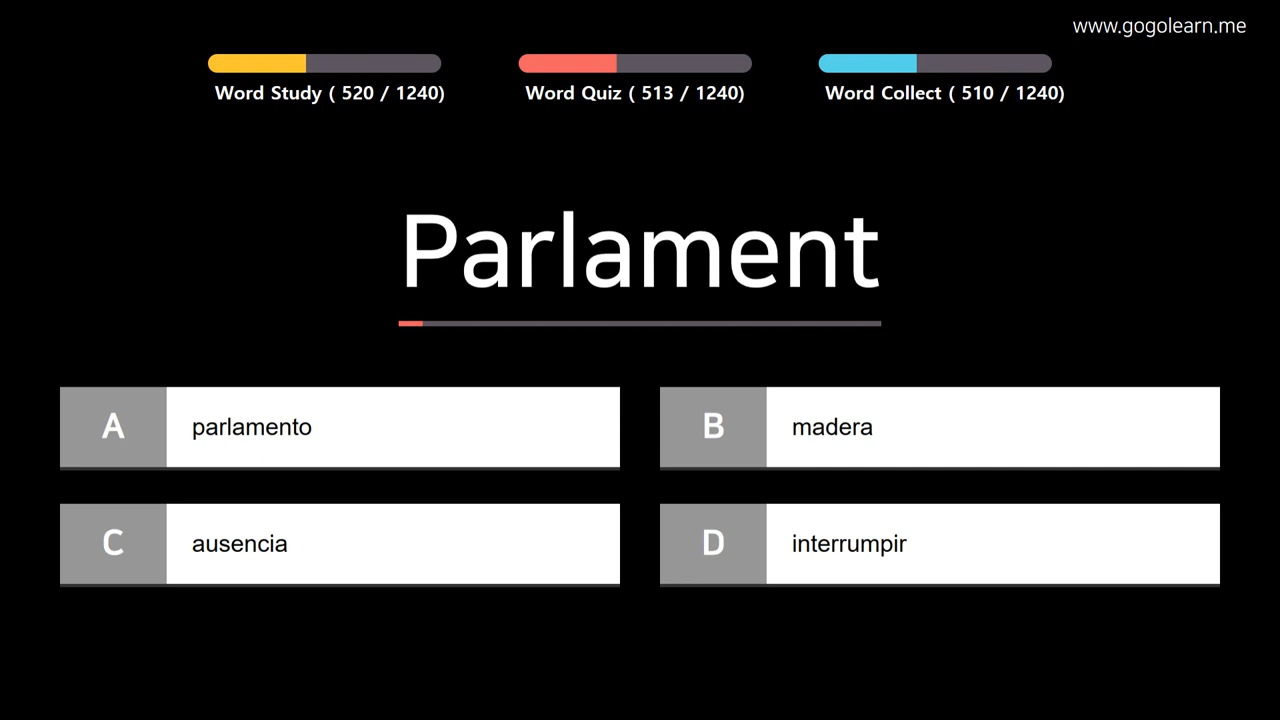 www.gogolearn.me
Word Study ( 520 / 1240)
Word Quiz ( 513 / 1240)
Word Collect ( 510 / 1240)
Parlament
A parlamento
B madera
C ausencia
D interrumpir